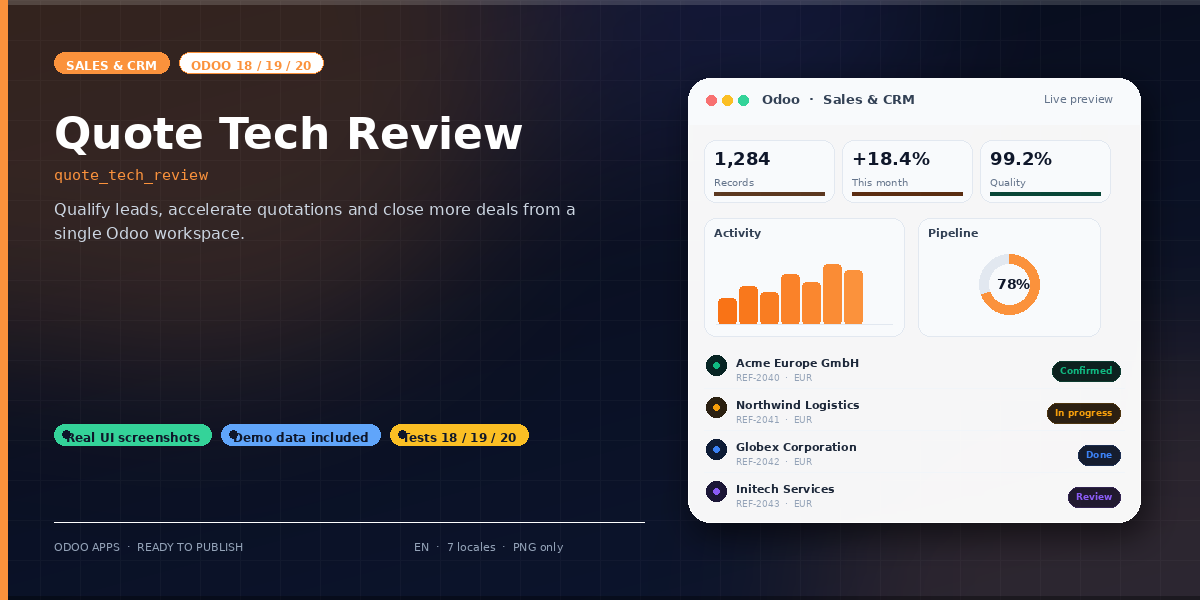 SALES & CRM
ODOO 18 / 19 / 20
Quote Tech Review
quote_tech_review
Qualify leads, accelerate quotations and close more deals from a
single Odoo workspace.
Real UI screenshots
Demo data included
Tests 18 / 19 / 20
ODOO APPS · READY TO PUBLISH
EN · 7 locales · PNG only
Odoo · Sales & CRM
Live preview
1,284
Records
+18.4%
This month
99.2%
Quality
Activity
Pipeline
78%
Acme Europe GmbH
REF-2040 · EUR
Confirmed
Northwind Logistics
REF-2041 · EUR
In progress
Globex Corporation
REF-2042 · EUR
Done
Initech Services
REF-2043 · EUR
Review